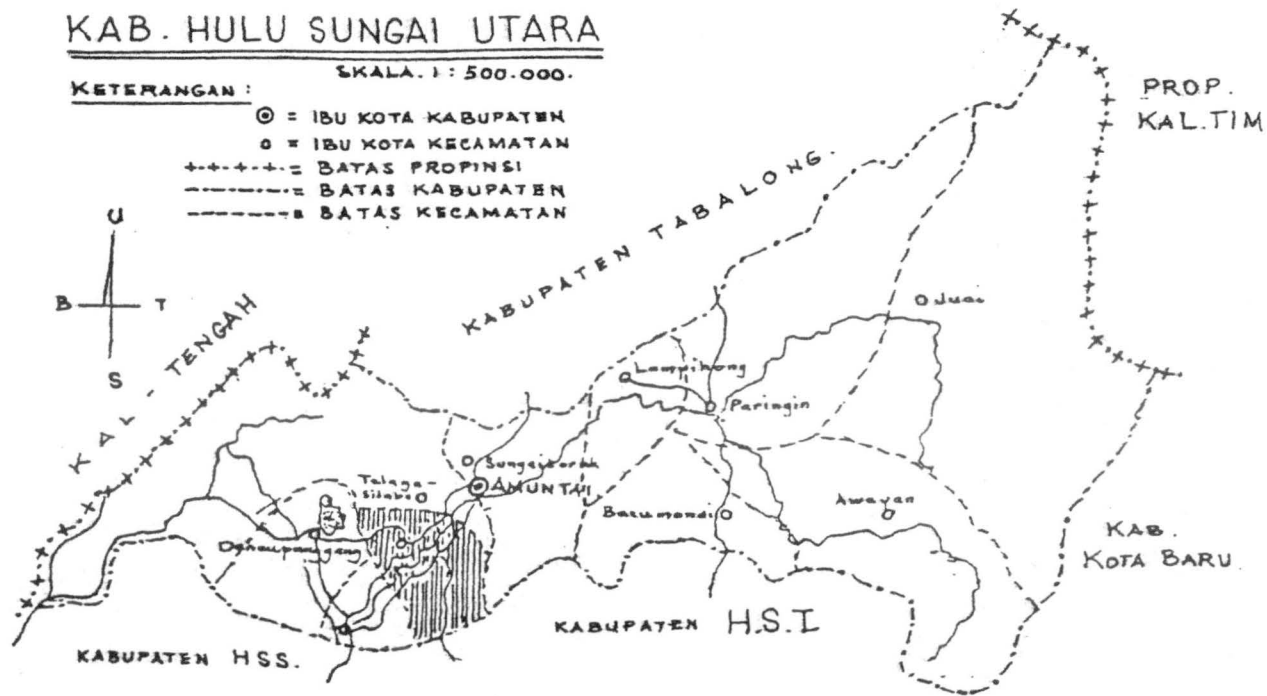 KAB. HULU SUNGAI UTARA
SKALA. 1: 500.000.
KETERANGAN :
= IBU KOTA KABUPATEN
= IBU KOTA KECAMATAN
= BATAS PROPINSI
= BATAS KABUPATEN
= BATAS KECAMATAN
U
B T
S
KAL-TENGAH
KABUPATEN TABALONG.
PROP.
KAL.TIM
Juai
Lampihong
Paringin
Talaga-
Silaba
AMUNTAI
Batumandi
Awayan
KAB.
KOTA BARU
KABUPATEN HSS.
KABUPATEN H.S.T